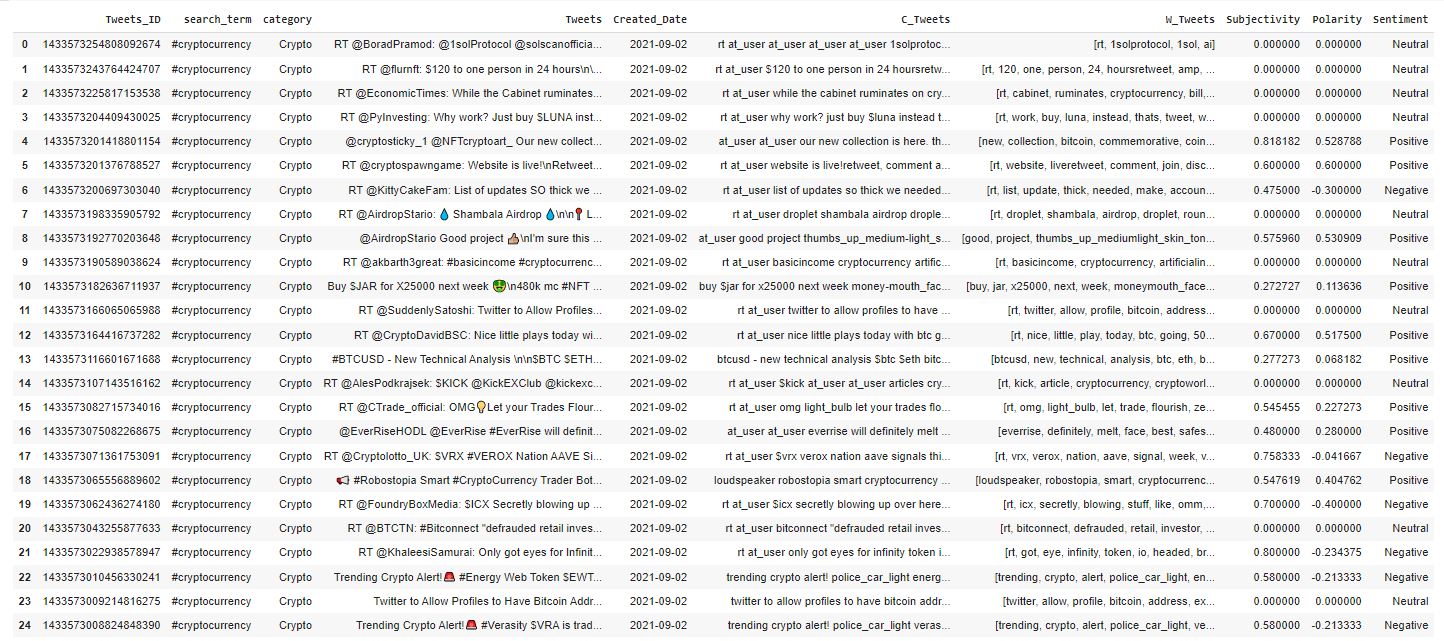 Tweets_ID search_term category Tweets Created_Date C_Tweets W_Tweets Subjectivity Polarity Sentiment
0 1433573254808092674 #cryptocurrency Crypto RT @BoradPramod: @1solProtocol @solscanofficia... 2021-09-02 rt at_user at_user at_user at_user 1solprotoc... [rt, 1solprotocol, 1sol, ai] 0.000000 0.000000 Neutral
1 1433573243764424707 #cryptocurrency Crypto RT @flurnft: $120 to one person in 24 hours\n\... 2021-09-02 rt at_user $120 to one person in 24 hoursretw... [rt, 120, one, person, 24, hoursretweet, amp, ... 0.000000 0.000000 Neutral
2 1433573225817153538 #cryptocurrency Crypto RT @EconomicTimes: While the Cabinet ruminates... 2021-09-02 rt at_user while the cabinet ruminates on cry... [rt, cabinet, ruminates, cryptocurrency, bill,... 0.000000 0.000000 Neutral
3 1433573204409430025 #cryptocurrency Crypto RT @PyInvesting: Why work? Just buy $LUNA inst... 2021-09-02 rt at_user why work? just buy $luna instead t... [rt, work, buy, luna, instead, thats, tweet, w... 0.000000 0.000000 Neutral
4 1433573201418801154 #cryptocurrency Crypto @cryptosticky_1 @NFTcryptoart_ Our new collect... 2021-09-02 at_user at_user our new collection is here. th... [new, collection, bitcoin, commemorative, coin... 0.818182 0.528788 Positive
5 1433573201376788527 #cryptocurrency Crypto RT @cryptospawngame: Website is live!\nRetweet... 2021-09-02 rt at_user website is live!retweet, comment a... [rt, website, liveretweet, comment, join, disc... 0.600000 0.600000 Positive
6 1433573200697303040 #cryptocurrency Crypto RT @KittyCakeFam: List of updates SO thick we ... 2021-09-02 rt at_user list of updates so thick we needed... [rt, list, update, thick, needed, make, accoun... 0.475000 -0.300000 Negative
7 1433573198335905792 #cryptocurrency Crypto RT @AirdropStario: 💧 Shambala Airdrop 💧\n\n📍 L... 2021-09-02 rt at_user droplet shambala airdrop drople... [rt, droplet, shambala, airdrop, droplet, roun... 0.000000 0.000000 Neutral
8 1433573192770203648 #cryptocurrency Crypto @AirdropStario Good project 👍🏼\nI'm sure this ... 2021-09-02 at_user good project thumbs_up_medium-light_s... [good, project, thumbs_up_mediumlight_skin_ton... 0.575960 0.530909 Positive
9 1433573190589038624 #cryptocurrency Crypto RT @akbarth3great: #basicincome #cryptocurrenc... 2021-09-02 rt at_user basicincome cryptocurrency artific... [rt, basicincome, cryptocurrency, artificialin... 0.000000 0.000000 Neutral
10 1433573182636711937 #cryptocurrency Crypto Buy $JAR for X25000 next week 🤑\n480k mc #NFT ... 2021-09-02 buy $jar for x25000 next week money-mouth_fac... [buy, jar, x25000, next, week, moneymouth_face... 0.272727 0.113636 Positive
11 1433573166065065988 #cryptocurrency Crypto RT @SuddenlySatoshi: Twitter to Allow Profiles... 2021-09-02 rt at_user twitter to allow profiles to have ... [rt, twitter, allow, profile, bitcoin, address... 0.000000 0.000000 Neutral
12 1433573164416737282 #cryptocurrency Crypto RT @CryptoDavidBSC: Nice little plays today wi... 2021-09-02 rt at_user nice little plays today with btc g... [rt, nice, little, play, today, btc, going, 50... 0.670000 0.517500 Positive
13 1433573116601671688 #cryptocurrency Crypto #BTCUSD - New Technical Analysis \n\n$BTC $ETH... 2021-09-02 btcusd - new technical analysis $btc $eth bitc... [btcusd, new, technical, analysis, btc, eth, b... 0.277273 0.068182 Positive
14 1433573107143516162 #cryptocurrency Crypto RT @AlesPodkrajsek: $KICK @KickEXClub @kickexc... 2021-09-02 rt at_user $kick at_user at_user articles cry... [rt, kick, article, cryptocurrency, cryptoworl... 0.000000 0.000000 Neutral
15 1433573082715734016 #cryptocurrency Crypto RT @CTrade_official: OMG💡Let your Trades Flour... 2021-09-02 rt at_user omg light_bulb let your trades flo... [rt, omg, light_bulb, let, trade, flourish, ze... 0.545455 0.227273 Positive
16 1433573075082268675 #cryptocurrency Crypto @EverRiseHODL @EverRise #EverRise will definit... 2021-09-02 at_user at_user everrise will definitely melt ... [everrise, definitely, melt, face, best, safes... 0.480000 0.280000 Positive
17 1433573071361753091 #cryptocurrency Crypto RT @Cryptolotto_UK: $VRX #VEROX Nation AAVE Si... 2021-09-02 rt at_user $vrx verox nation aave signals thi... [rt, vrx, verox, nation, aave, signal, week, v... 0.758333 -0.041667 Negative
18 1433573065556889602 #cryptocurrency Crypto 📢 #Robostopia Smart #CryptoCurrency Trader Bot... 2021-09-02 loudspeaker robostopia smart cryptocurrency ... [loudspeaker, robostopia, smart, cryptocurrenc... 0.547619 0.404762 Positive
19 1433573062436274180 #cryptocurrency Crypto RT @FoundryBoxMedia: $ICX Secretly blowing up ... 2021-09-02 rt at_user $icx secretly blowing up over here... [rt, icx, secretly, blowing, stuff, like, omm,... 0.700000 -0.400000 Negative
20 1433573043255877633 #cryptocurrency Crypto RT @BTCTN: #Bitconnect "defrauded retail inves... 2021-09-02 rt at_user bitconnect "defrauded retail inves... [rt, bitconnect, defrauded, retail, investor, ... 0.000000 0.000000 Neutral
21 1433573022938578947 #cryptocurrency Crypto RT @KhaleesiSamurai: Only got eyes for Infinit... 2021-09-02 rt at_user only got eyes for infinity token i... [rt, got, eye, infinity, token, io, headed, br... 0.800000 -0.234375 Negative
22 1433573010456330241 #cryptocurrency Crypto Trending Crypto Alert!🚨 #Energy Web Token $EWT... 2021-09-02 trending crypto alert! police_car_light energ... [trending, crypto, alert, police_car_light, en... 0.580000 -0.213333 Negative
23 1433573009214816275 #cryptocurrency Crypto Twitter to Allow Profiles to Have Bitcoin Addr... 2021-09-02 twitter to allow profiles to have bitcoin addr... [twitter, allow, profile, bitcoin, address, ex... 0.000000 0.000000 Neutral
24 1433573008824848390 #cryptocurrency Crypto Trending Crypto Alert!🚨 #Verasity $VRA is trad... 2021-09-02 trending crypto alert! police_car_light veras... [trending, crypto, alert, police_car_light, ve... 0.580000 -0.213333 Negative